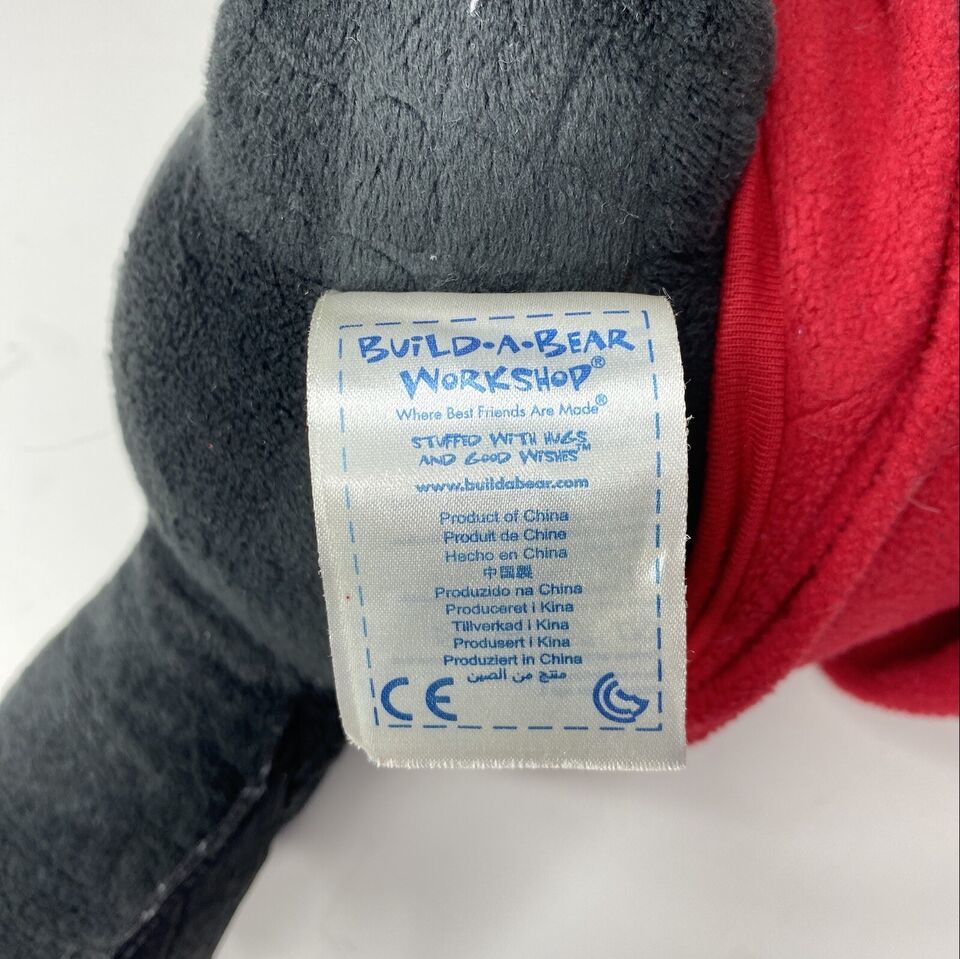 BUiLD-A-BEAR
WORKSHOP®
Where Best Friends Are Made®
STUFFED WITH HUGS
AND GOOD WISHES™
www.buildabear.com
Product of China
Produit de Chine
Hecho en China
中国製
Produzido na China
Produceret i Kina
Tillverkad i Kina
Produsert i Kina
Produziert in China
منتج من الصين
CE